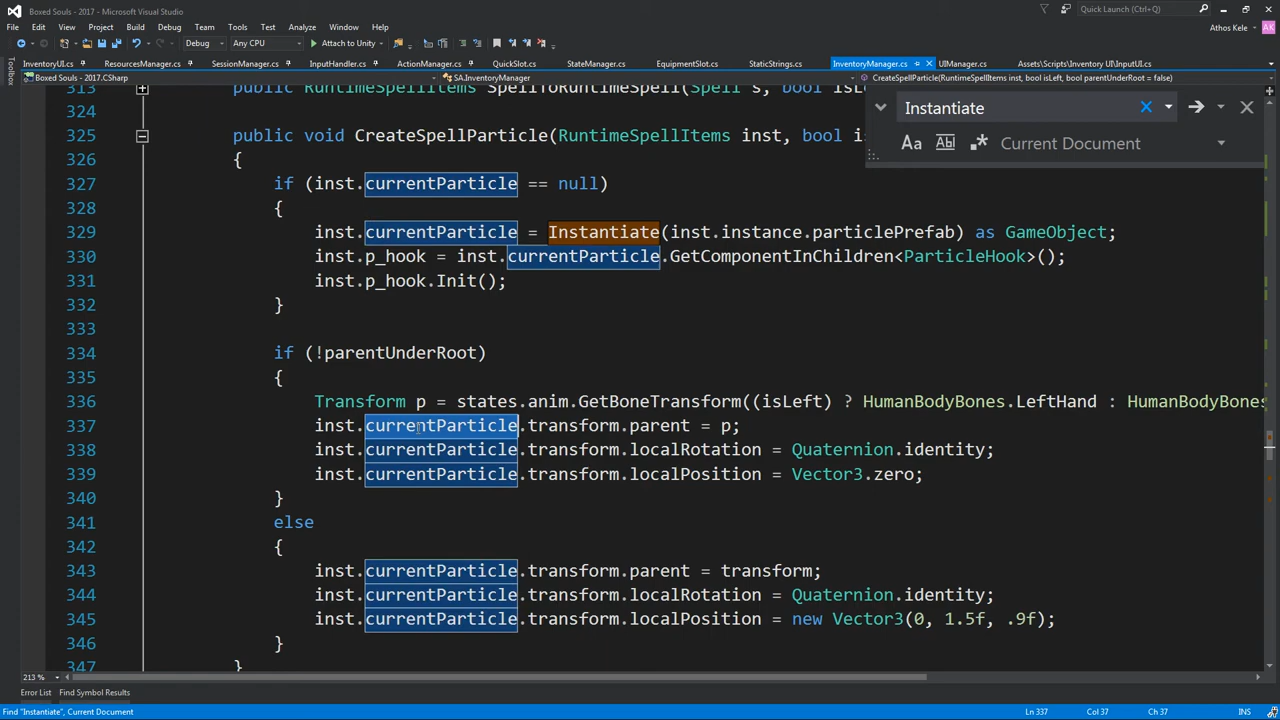 Boxed Souls - 2017 - Microsoft Visual Studio
Quick Launch (Ctrl+Q)
File Edit View Project Build Debug Team Tools Test Analyze Window Help
Athos Kele AK
Debug Any CPU Attach to Unity
InventoryUI.cs ResourcesManager.cs SessionManager.cs InputHandler.cs ActionManager.cs QuickSlot.cs StateManager.cs EquipmentSlot.cs StaticStrings.cs InventoryManager.cs UIManager.cs Assets\Scripts\Inventory UI\InputUI.cs
Toolbox
Boxed Souls - 2017.CSharp SA.InventoryManager CreateSpellParticle(RuntimeSpellItems inst, bool isLeft, bool parentUnderRoot = false)
313 public RuntimeSpellItems SpellToRuntimeSpell(Spell s, bool
Instantiate
324
325 public void CreateSpellParticle(RuntimeSpellItems inst, bool
Aa Abl .* Current Document
326 {
327 if (inst.currentParticle == null)
328 {
329 inst.currentParticle = Instantiate(inst.instance.particlePrefab) as GameObject;
330 inst.p_hook = inst.currentParticle.GetComponentInChildren<ParticleHook>();
331 inst.p_hook.Init();
332 }
333
334 if (!parentUnderRoot)
335 {
336 Transform p = states.anim.GetBoneTransform((isLeft) ? HumanBodyBones.LeftHand : HumanBodyBones
337 inst.currentParticle.transform.parent = p;
338 inst.currentParticle.transform.localRotation = Quaternion.identity;
339 inst.currentParticle.transform.localPosition = Vector3.zero;
340 }
341 else
342 {
343 inst.currentParticle.transform.parent = transform;
344 inst.currentParticle.transform.localRotation = Quaternion.identity;
345 inst.currentParticle.transform.localPosition = new Vector3(0, 1.5f, .9f);
346 }
347 }
213 %
Error List Find Symbol Results
Find "Instantiate", Current Document Ln 337 Col 37 Ch 37 INS